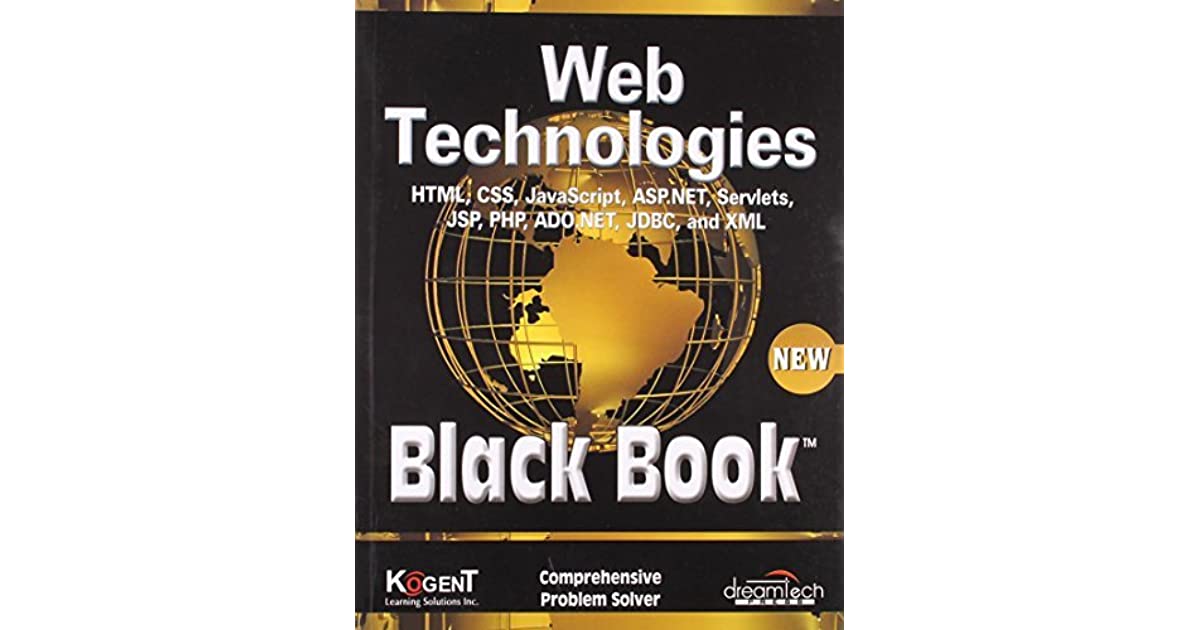 Web
Technologies
HTML, CSS, JavaScript, ASP.NET, Servlets,
JSP, PHP, ADO.NET, JDBC, and XML
NEW
Black Book™
KOGENT
Learning Solutions Inc.
Comprehensive
Problem Solver
dreamtech
PRESS